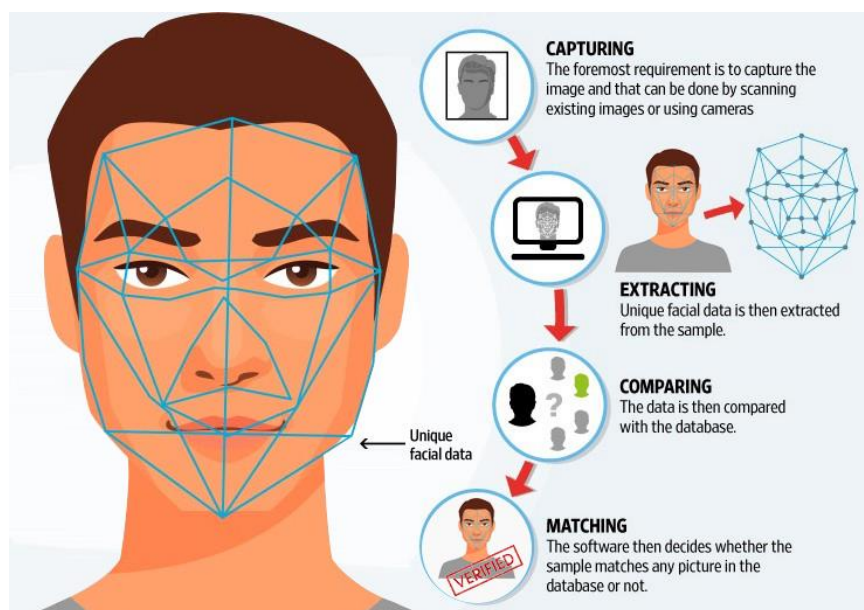 CAPTURING
The foremost requirement is to capture the
image and that can be done by scanning
existing images or using cameras
EXTRACTING
Unique facial data is then extracted
from the sample.
?
COMPARING
The data is then compared
with the database.
Unique
facial data
MATCHING
The software then decides whether the
sample matches any picture in the
database or not.
VERIFIED